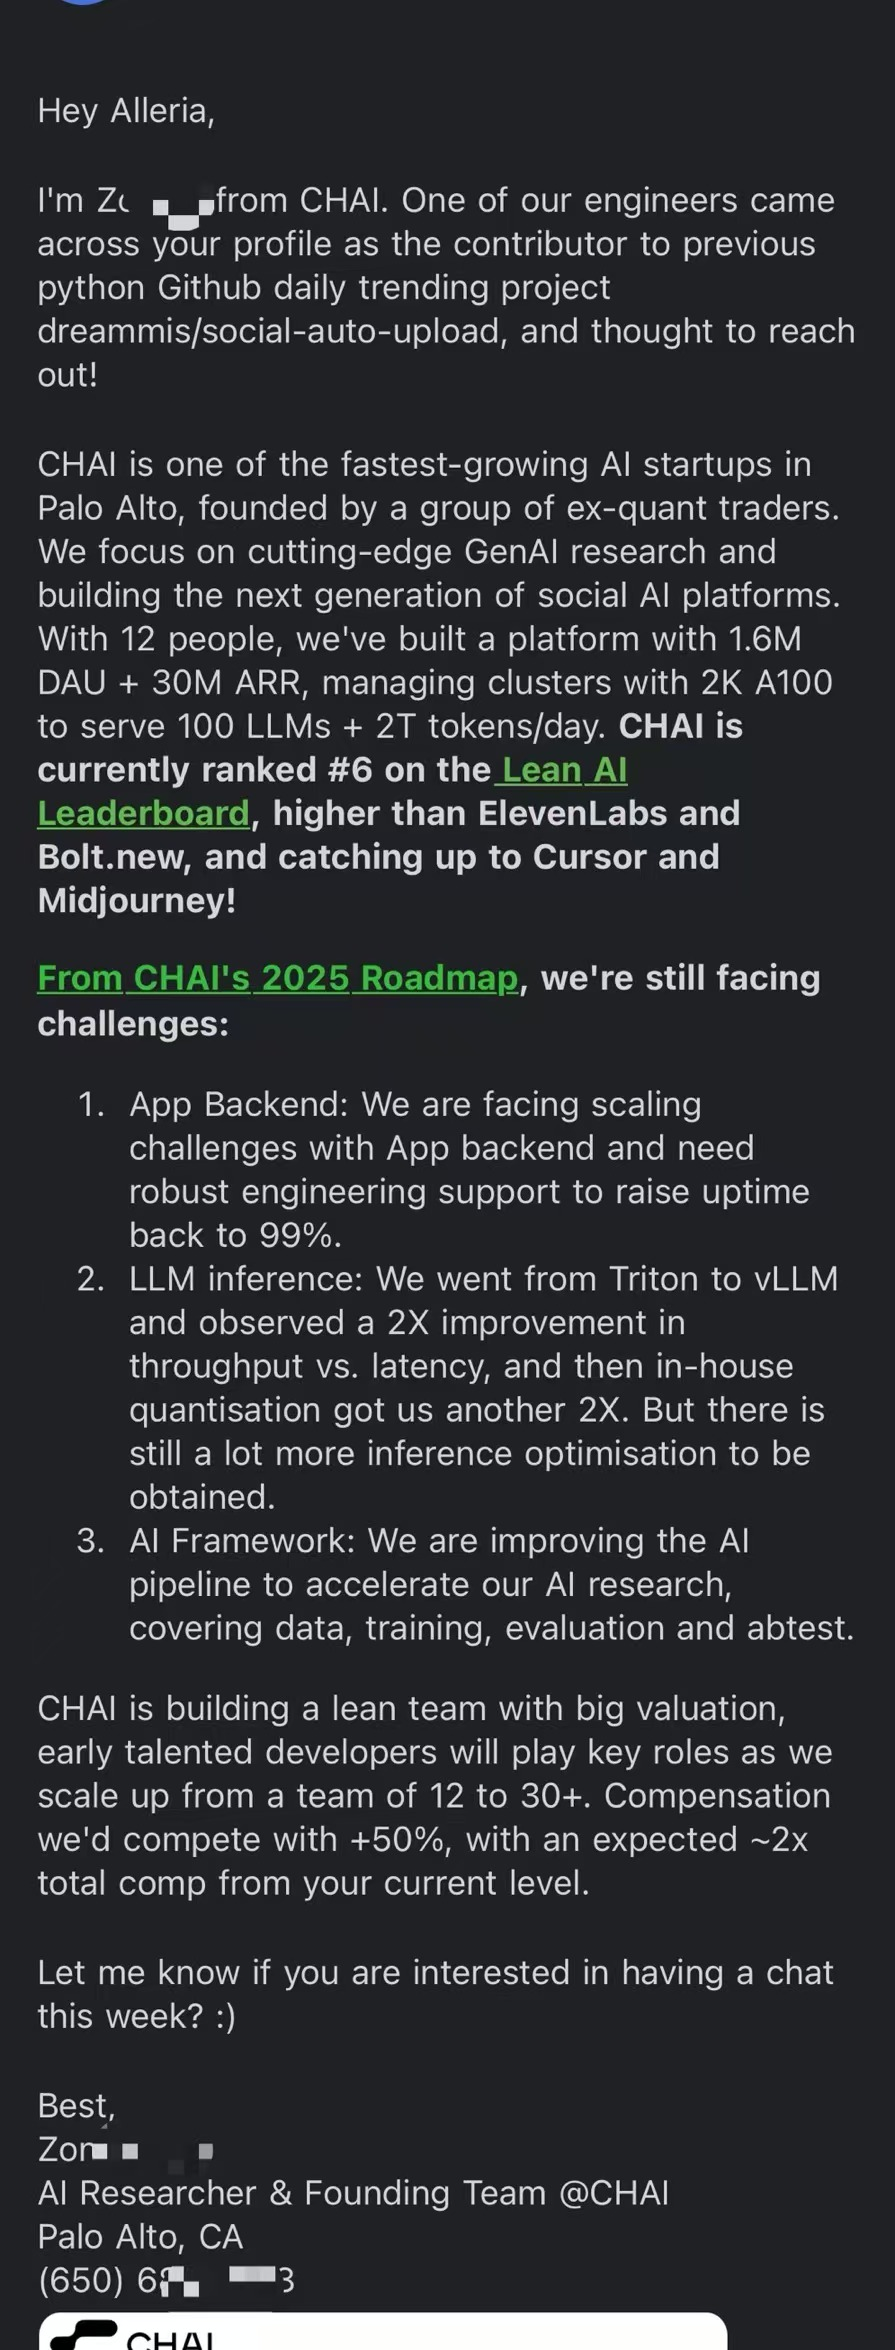 Hey Alleria,
I'm from CHAI. One of our engineers came
across your profile as the contributor to previous
python Github daily trending project
dreammis/social-auto-upload, and thought to reach
out!
CHAI is one of the fastest-growing AI startups in
Palo Alto, founded by a group of ex-quant traders.
We focus on cutting-edge GenAI research and
building the next generation of social AI platforms.
With 12 people, we've built a platform with 1.6M
DAU + 30M ARR, managing clusters with 2K A100
to serve 100 LLMs + 2T tokens/day. CHAI is
currently ranked #6 on the Lean AI
Leaderboard, higher than ElevenLabs and
Bolt.new, and catching up to Cursor and
Midjourney!
From CHAI's 2025 Roadmap, we're still facing
challenges:
1. App Backend: We are facing scaling
challenges with App backend and need
robust engineering support to raise uptime
back to 99%.
2. LLM inference: We went from Triton to vLLM
and observed a 2X improvement in
throughput vs. latency, and then in-house
quantisation got us another 2X. But there is
still a lot more inference optimisation to be
obtained.
3. AI Framework: We are improving the AI
pipeline to accelerate our AI research,
covering data, training, evaluation and abtest.
CHAI is building a lean team with big valuation,
early talented developers will play key roles as we
scale up from a team of 12 to 30+. Compensation
we'd compete with +50%, with an expected ~2x
total comp from your current level.
Let me know if you are interested in having a chat
this week? :)
Best,
AI Researcher & Founding Team @CHAI
Palo Alto, CA
(650)
CHAI